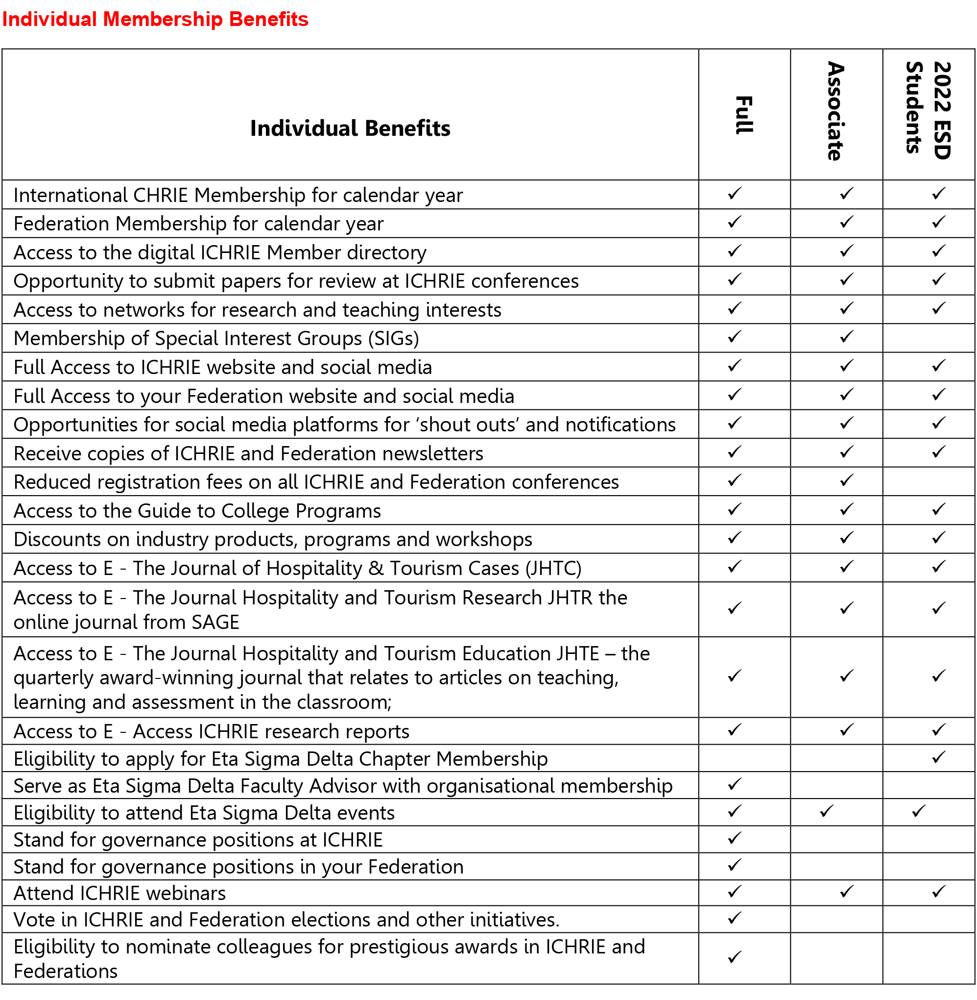 Individual Membership Benefits
Individual Benefits
Full
Associate
2022 ESD
Students
International CHRIE Membership for calendar year ✓ ✓ ✓
Federation Membership for calendar year ✓ ✓ ✓
Access to the digital ICHRIE Member directory ✓ ✓ ✓
Opportunity to submit papers for review at ICHRIE conferences ✓ ✓ ✓
Access to networks for research and teaching interests ✓ ✓ ✓
Membership of Special Interest Groups (SIGs) ✓ ✓
Full Access to ICHRIE website and social media ✓ ✓ ✓
Full Access to your Federation website and social media ✓ ✓ ✓
Opportunities for social media platforms for ‘shout outs’ and notifications ✓ ✓ ✓
Receive copies of ICHRIE and Federation newsletters ✓ ✓ ✓
Reduced registration fees on all ICHRIE and Federation conferences ✓ ✓
Access to the Guide to College Programs ✓ ✓ ✓
Discounts on industry products, programs and workshops ✓ ✓ ✓
Access to E - The Journal of Hospitality & Tourism Cases (JHTC) ✓ ✓ ✓
Access to E - The Journal Hospitality and Tourism Research JHTR the
online journal from SAGE ✓ ✓ ✓
Access to E - The Journal Hospitality and Tourism Education JHTE – the
quarterly award-winning journal that relates to articles on teaching, ✓ ✓ ✓
learning and assessment in the classroom;
Access to E - Access ICHRIE research reports ✓ ✓ ✓
Eligibility to apply for Eta Sigma Delta Chapter Membership ✓
Serve as Eta Sigma Delta Faculty Advisor with organisational membership ✓
Eligibility to attend Eta Sigma Delta events ✓ ✓ ✓
Stand for governance positions at ICHRIE ✓
Stand for governance positions in your Federation ✓
Attend ICHRIE webinars ✓ ✓ ✓
Vote in ICHRIE and Federation elections and other initiatives. ✓
Eligibility to nominate colleagues for prestigious awards in ICHRIE and
Federations ✓